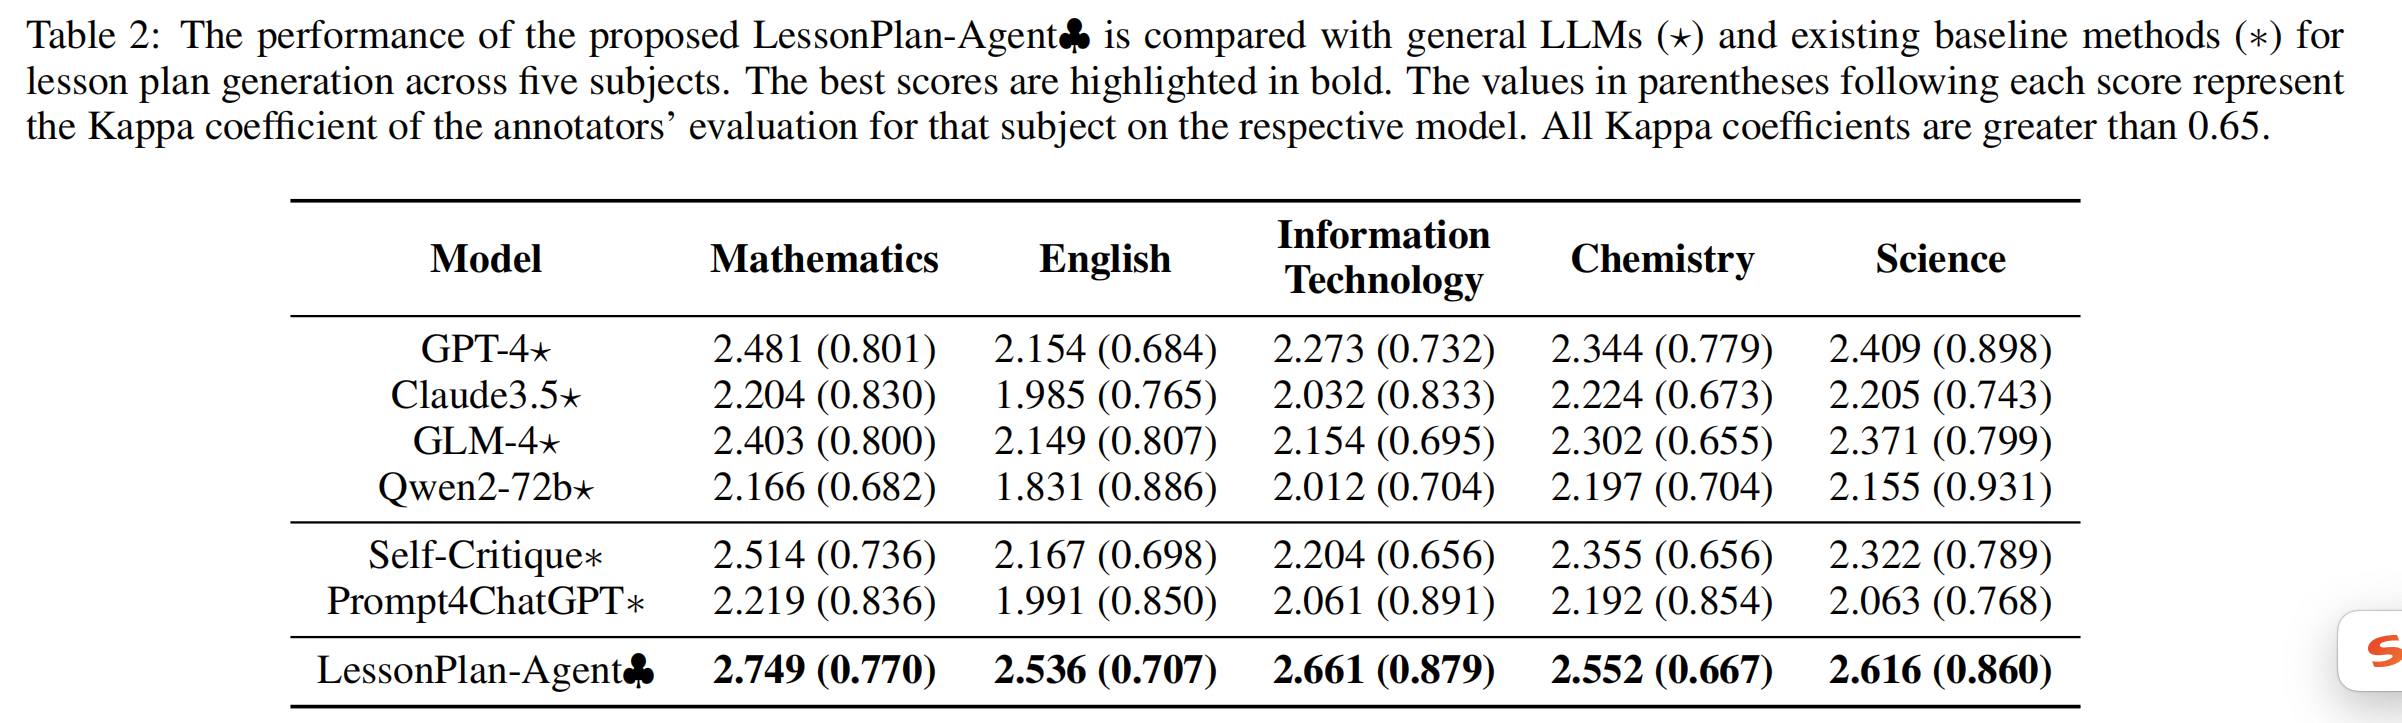 Table 2: The performance of the proposed LessonPlan-Agent♣ is compared with general LLMs (⋆) and existing baseline methods (∗) for
lesson plan generation across five subjects. The best scores are highlighted in bold. The values in parentheses following each score represent
the Kappa coefficient of the annotators’ evaluation for that subject on the respective model. All Kappa coefficients are greater than 0.65.
Model Mathematics English Information Technology Chemistry Science
GPT-4⋆ 2.481 (0.801) 2.154 (0.684) 2.273 (0.732) 2.344 (0.779) 2.409 (0.898)
Claude3.5⋆ 2.204 (0.830) 1.985 (0.765) 2.032 (0.833) 2.224 (0.673) 2.205 (0.743)
GLM-4⋆ 2.403 (0.800) 2.149 (0.807) 2.154 (0.695) 2.302 (0.655) 2.371 (0.799)
Qwen2-72b⋆ 2.166 (0.682) 1.831 (0.886) 2.012 (0.704) 2.197 (0.704) 2.155 (0.931)
Self-Critique∗ 2.514 (0.736) 2.167 (0.698) 2.204 (0.656) 2.355 (0.656) 2.322 (0.789)
Prompt4ChatGPT∗ 2.219 (0.836) 1.991 (0.850) 2.061 (0.891) 2.192 (0.854) 2.063 (0.768)
LessonPlan-Agent♣ 2.749 (0.770) 2.536 (0.707) 2.661 (0.879) 2.552 (0.667) 2.616 (0.860)